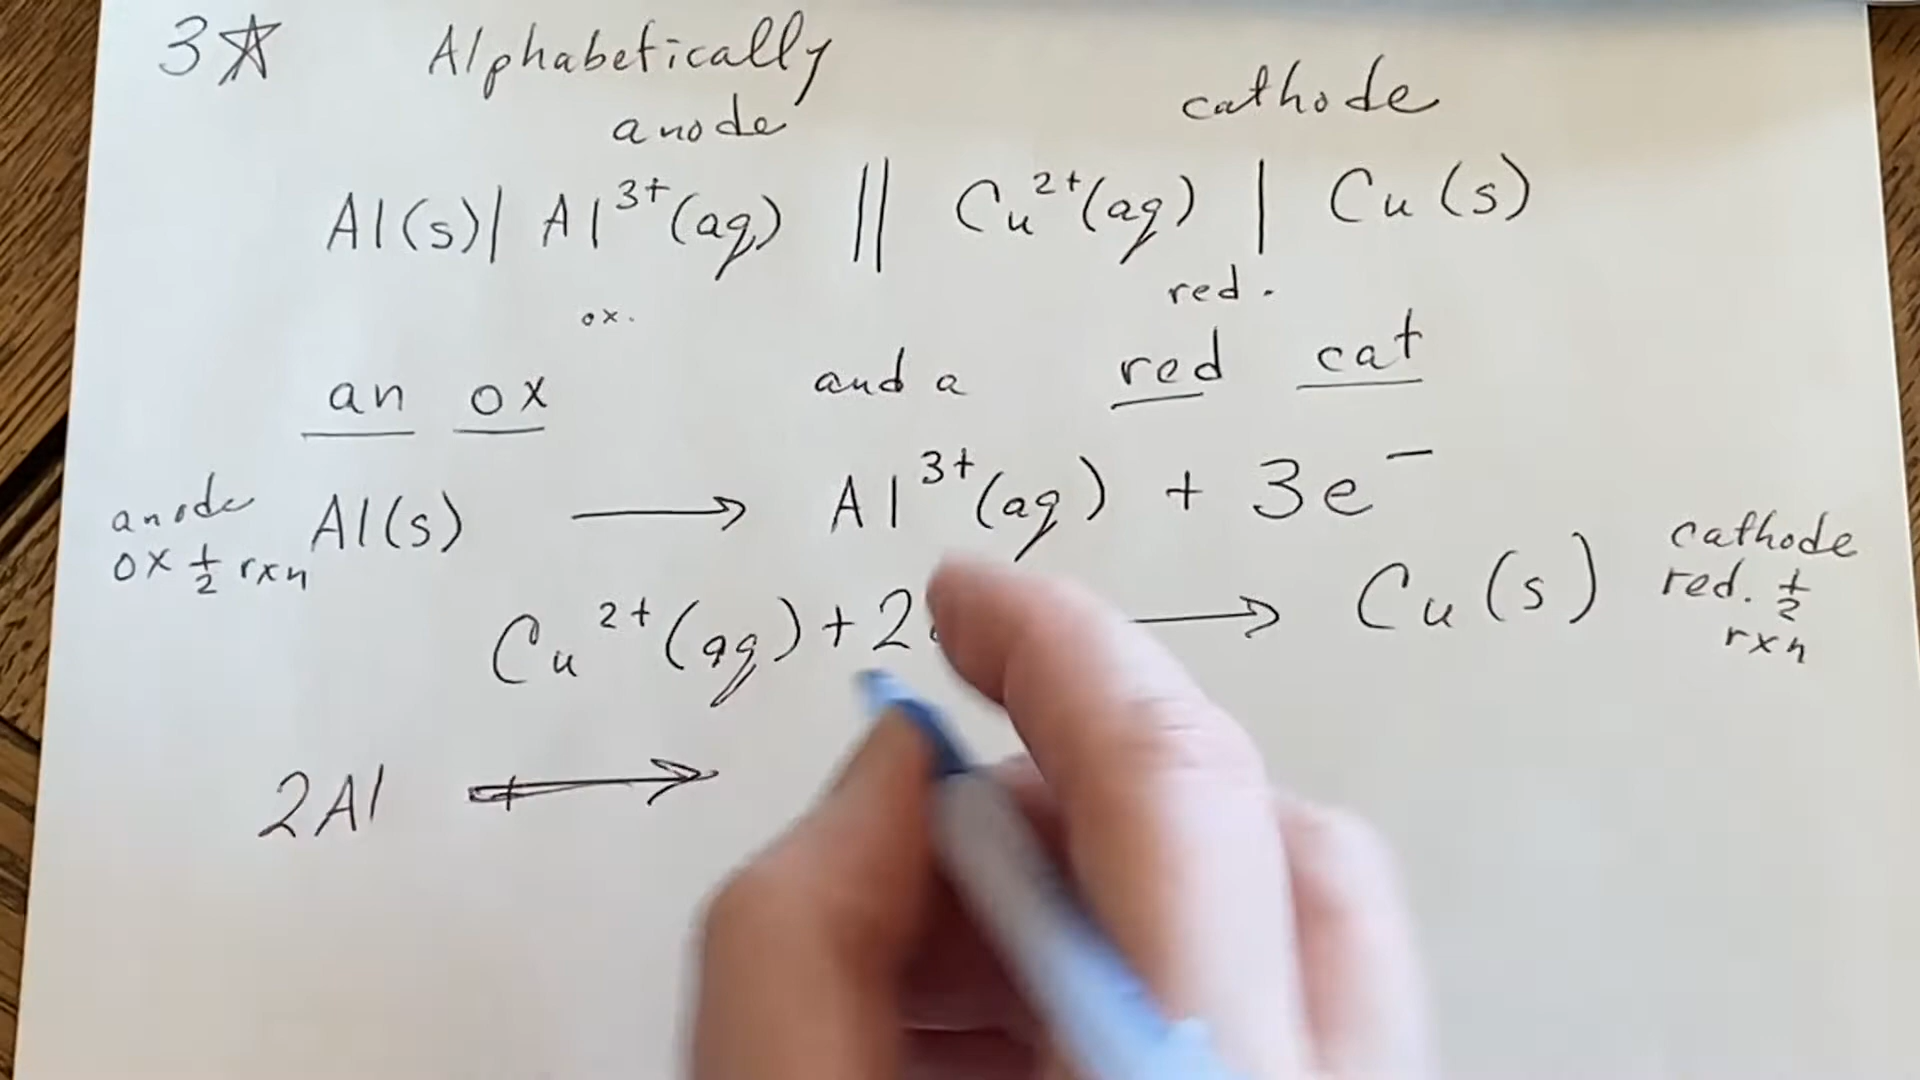 3☆ Alphabetically
anode cathode
Al(s)| Al³⁺(aq) || Cu²⁺(aq) | Cu(s)
ox. red.
an ox and a red cat
anode Al(s) → Al³⁺(aq) + 3e⁻
ox ½ rxn
Cu²⁺(aq) + 2 → Cu(s) cathode
red. ½
rxn
2Al →